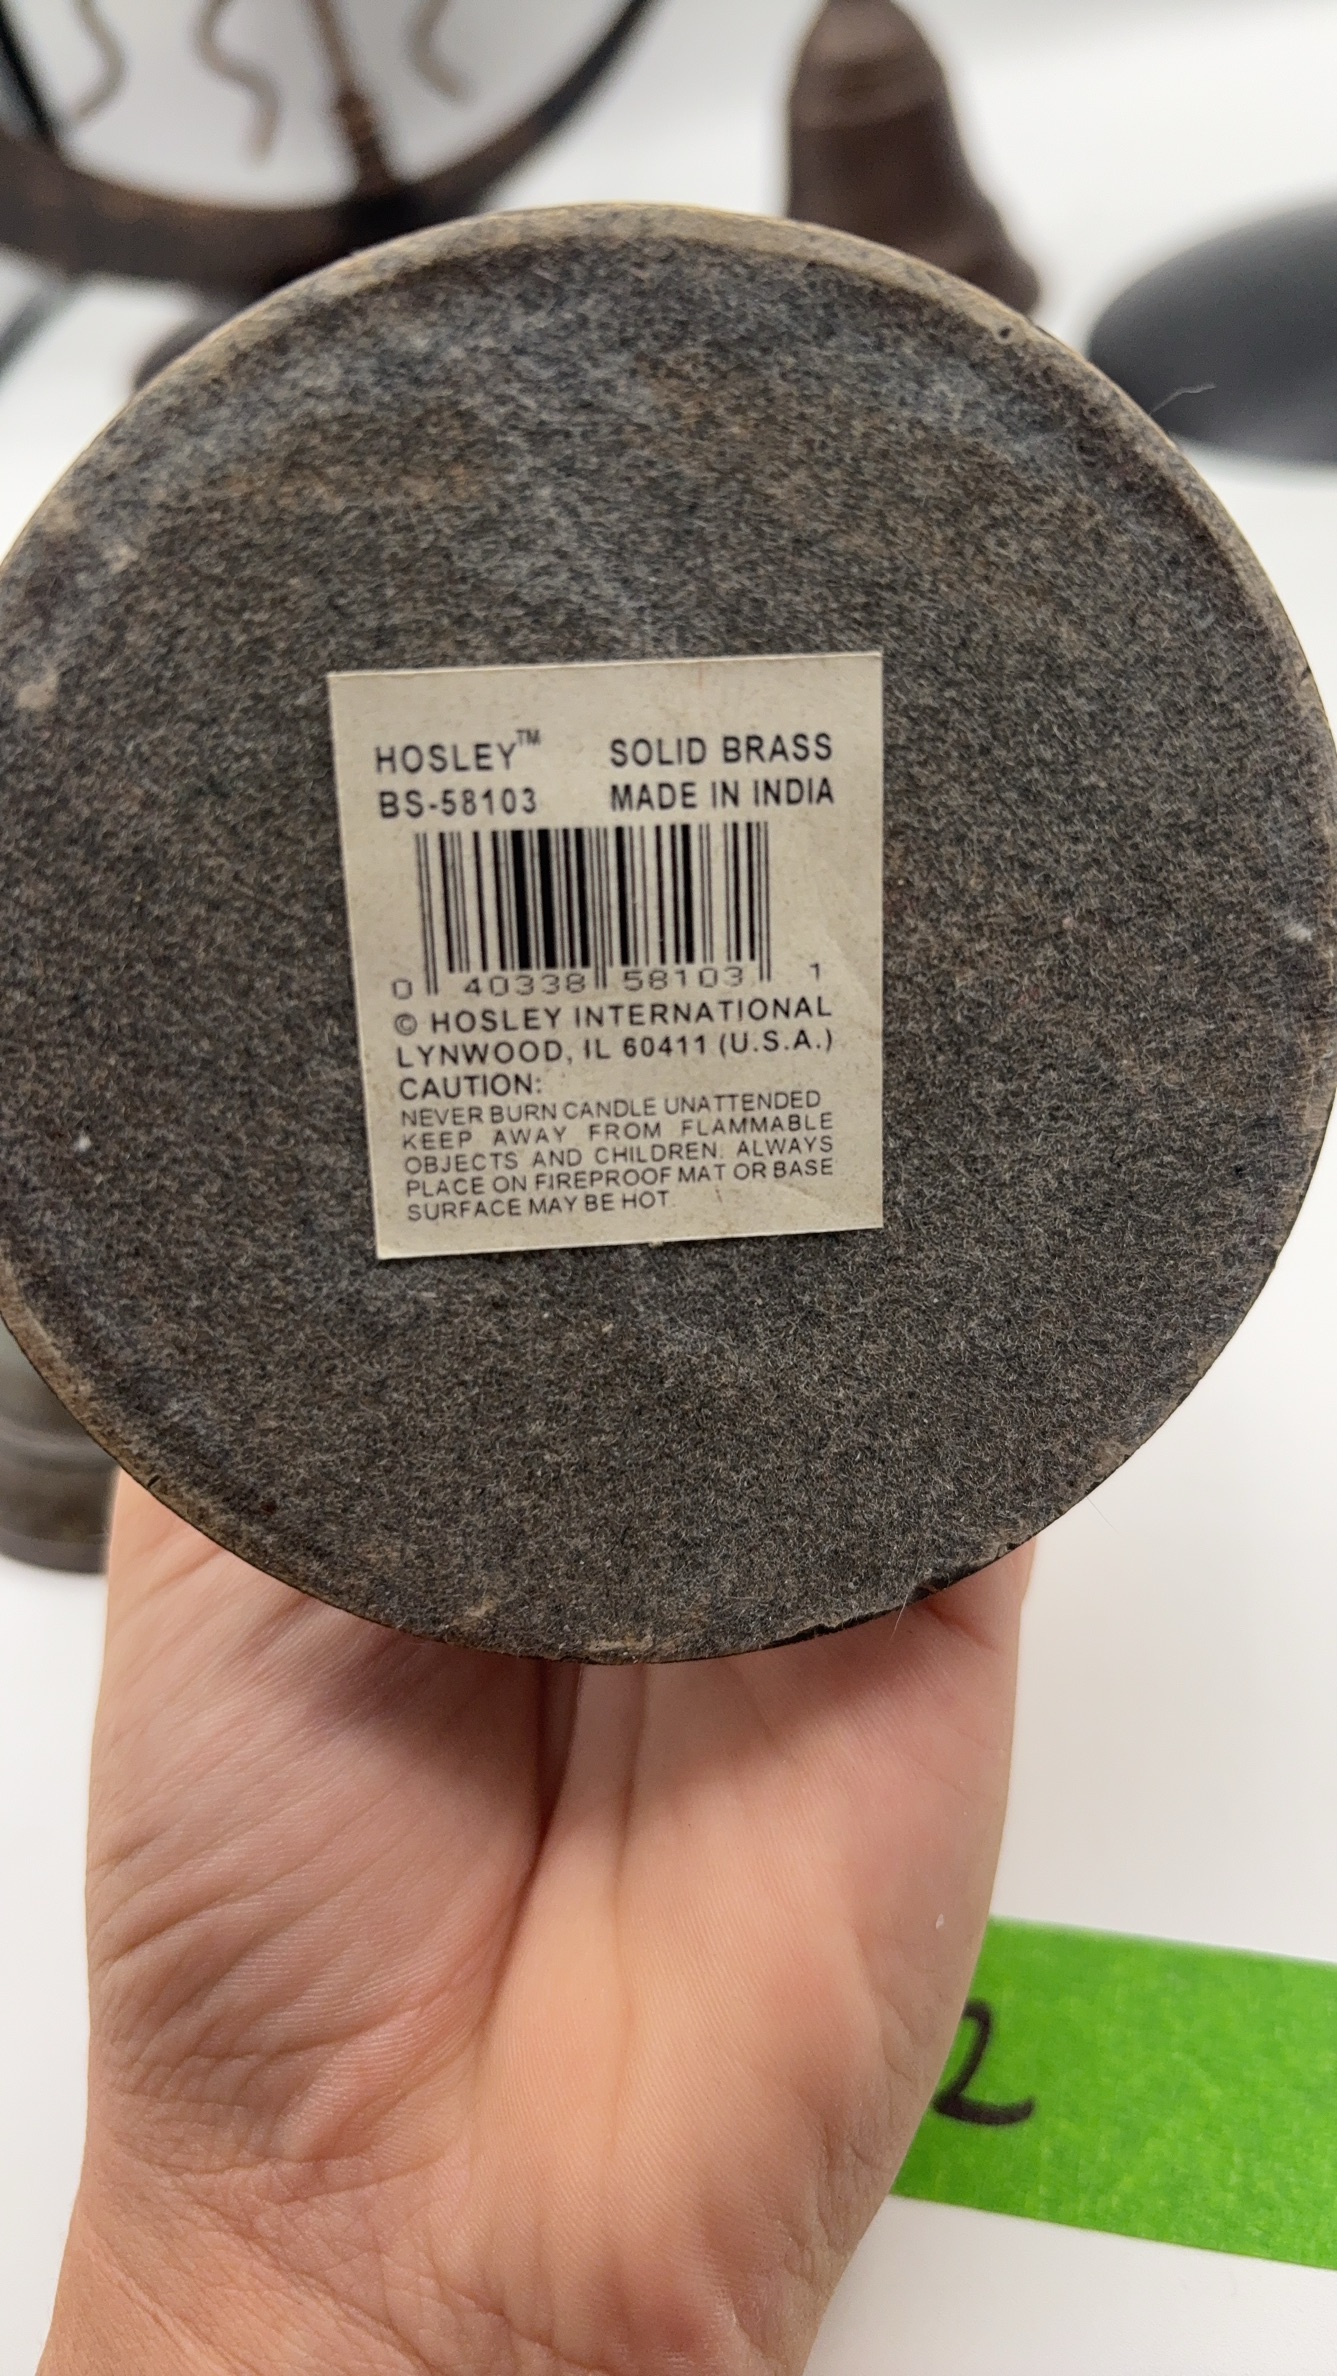 HOSLEY™ SOLID BRASS
BS-58103 MADE IN INDIA
0 40338 58103 1
© HOSLEY INTERNATIONAL
LYNWOOD, IL 60411 (U.S.A.)
CAUTION:
NEVER BURN CANDLE UNATTENDED
KEEP AWAY FROM FLAMMABLE
OBJECTS AND CHILDREN. ALWAYS
PLACE ON FIREPROOF MAT OR BASE
SURFACE MAY BE HOT.
2